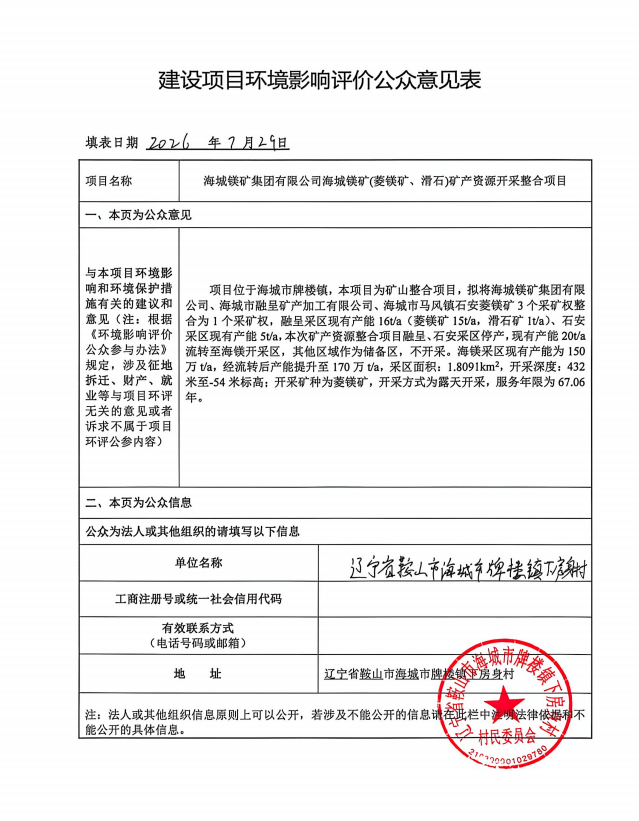 建设项目环境影响评价公众意见表
填表日期 2026 年 7 月 29日
项目名称
海城镁矿集团有限公司海城镁矿(菱镁矿、滑石)矿产资源开采整合项目
一、本页为公众意见
与本项目环境影
响和环境保护措
施有关的建议和
意见（注：根据
《环境影响评价
公众参与办法》
规定，涉及征地
拆迁、财产、就
业等与项目环评
无关的意见或者
诉求不属于项目
环评公参内容）
项目位于海城市牌楼镇，本项目为矿山整合项目，拟将海城镁矿集团有限
公司、海城市融呈矿产加工有限公司、海城市马风镇石安菱镁矿 3 个采矿权整
合为 1 个采矿权，融呈采区现有产能 16t/a（菱镁矿 15t/a，滑石矿 1t/a）、石安
采区现有产能 5t/a，本次矿产资源整合项目融呈、石安采区停产，现有产能 20t/a
流转至海镁开采区，其他区域作为储备区，不开采。海镁采区现有产能为 150
万 t/a，经流转后产能提升至 170 万 t/a，采区面积：1.8091km²，开采深度：432
米至-54 米标高；开采矿种为菱镁矿，开采方式为露天开采，服务年限为 67.06
年。
二、本页为公众信息
公众为法人或其他组织的请填写以下信息
单位名称
辽宁省鞍山市海城市牌楼镇下房身村
工商注册号或统一社会信用代码
有效联系方式
（电话号码或邮箱）
地 址
辽宁省鞍山市海城市牌楼镇下房身村
注：法人或其他组织信息原则上可以公开，若涉及不能公开的信息请在此栏中注明法律依据和不
能公开的具体信息。
辽宁省鞍山市海城市牌楼镇下房身村
村民委员会